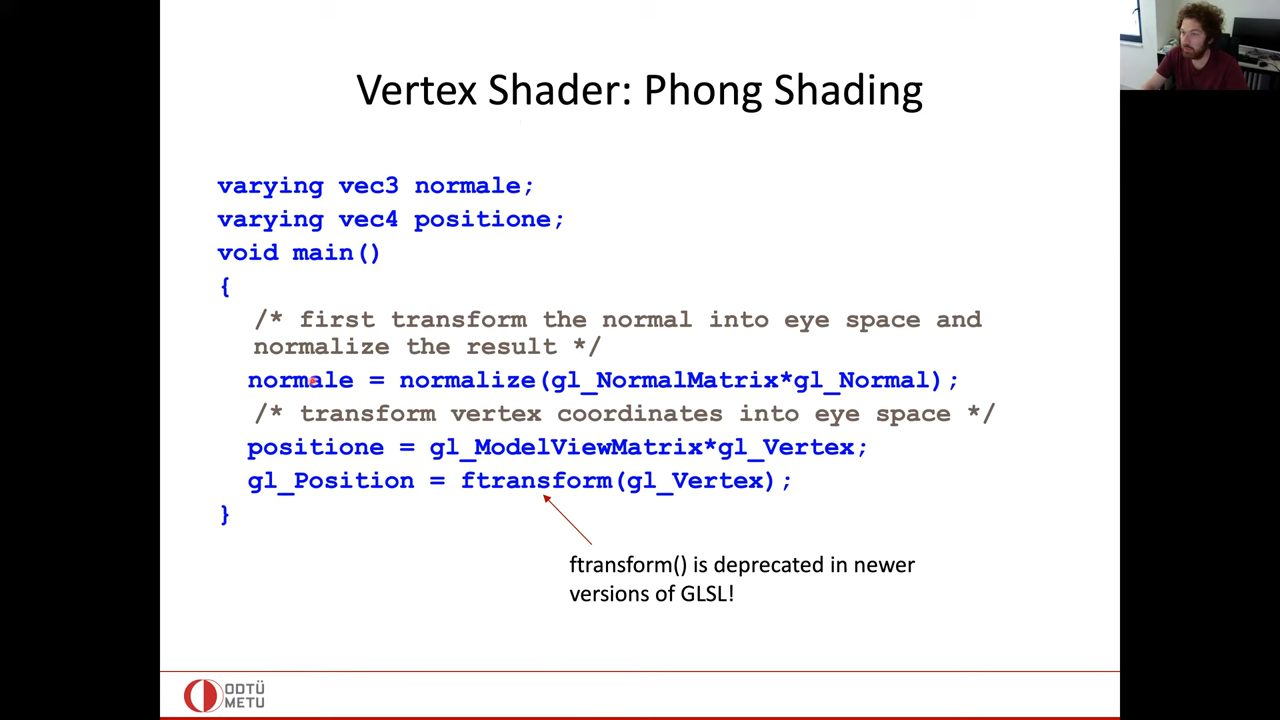 Vertex Shader: Phong Shading
varying vec3 normale;
varying vec4 positione;
void main()
{
/* first transform the normal into eye space and
normalize the result */
normale = normalize(gl_NormalMatrix*gl_Normal);
/* transform vertex coordinates into eye space */
positione = gl_ModelViewMatrix*gl_Vertex;
gl_Position = ftransform(gl_Vertex);
}
ftransform() is deprecated in newer
versions of GLSL!
ODTÜ
METU